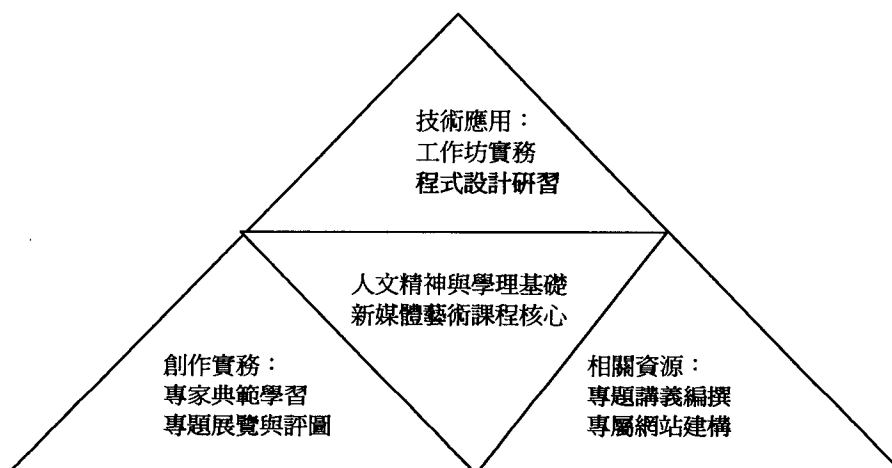 技術應用：
工作坊實務
程式設計研習
人文精神與學理基礎
新媒體藝術課程核心
創作實務：
專家典範學習
專題展覽與評圖
相關資源：
專題講義編撰
專屬網站建構